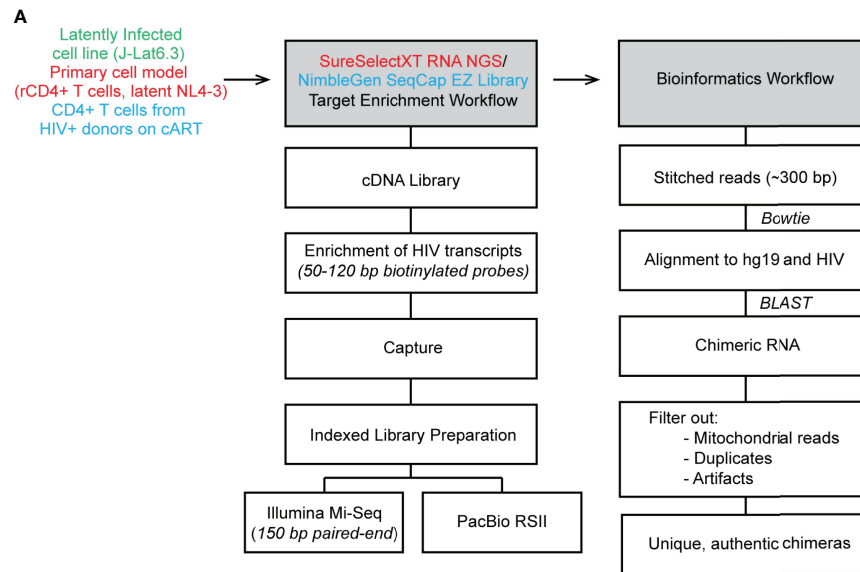 A
Latently Infected
cell line (J-Lat6.3)
Primary cell model
(rCD4+ T cells, latent NL4-3)
CD4+ T cells from
HIV+ donors on cART
SureSelectXT RNA NGS/
NimbleGen SeqCap EZ Library
Target Enrichment Workflow
cDNA Library
Enrichment of HIV transcripts
(50-120 bp biotinylated probes)
Capture
Indexed Library Preparation
Illumina Mi-Seq
(150 bp paired-end)
PacBio RSII
Bioinformatics Workflow
Stitched reads (~300 bp)
Bowtie
Alignment to hg19 and HIV
BLAST
Chimeric RNA
Filter out:
- Mitochondrial reads
- Duplicates
- Artifacts
Unique, authentic chimeras